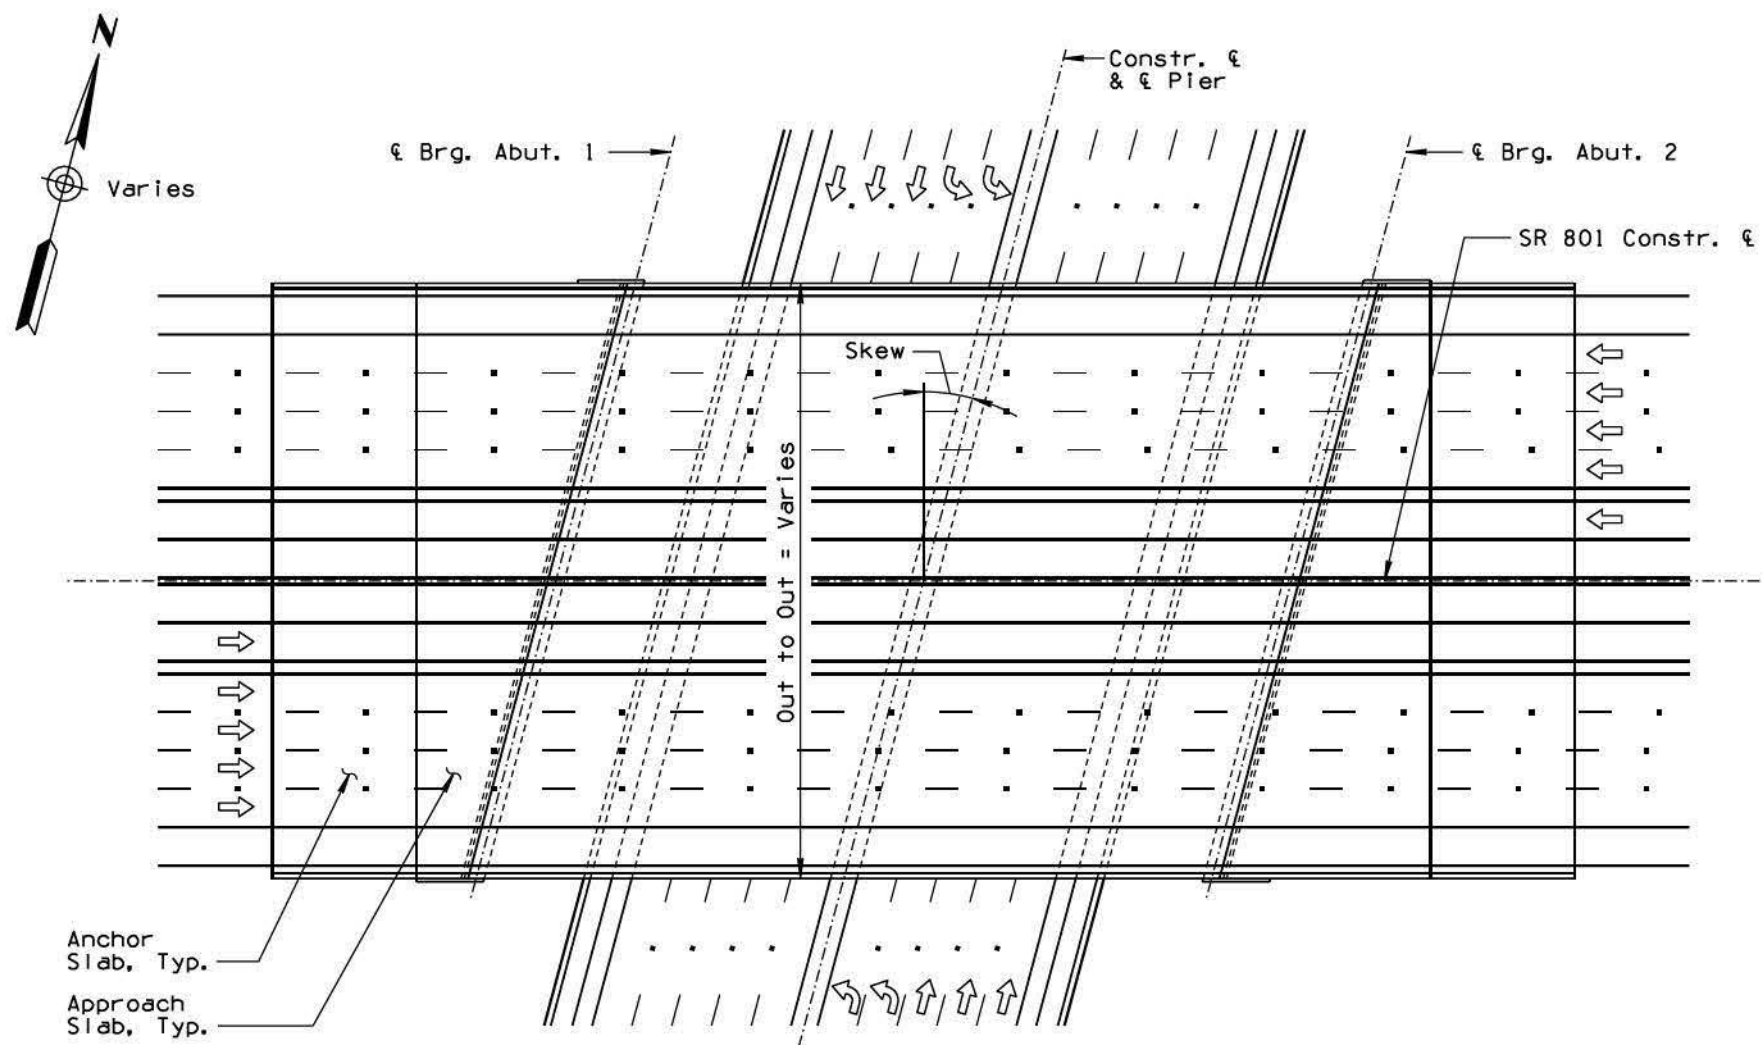 N
Varies
Constr. ℄
& ℄ Pier
℄ Brg. Abut. 1
℄ Brg. Abut. 2
SR 801 Constr. ℄
Skew
Out to Out = Varies
Anchor
Slab, Typ.
Approach
Slab, Typ.